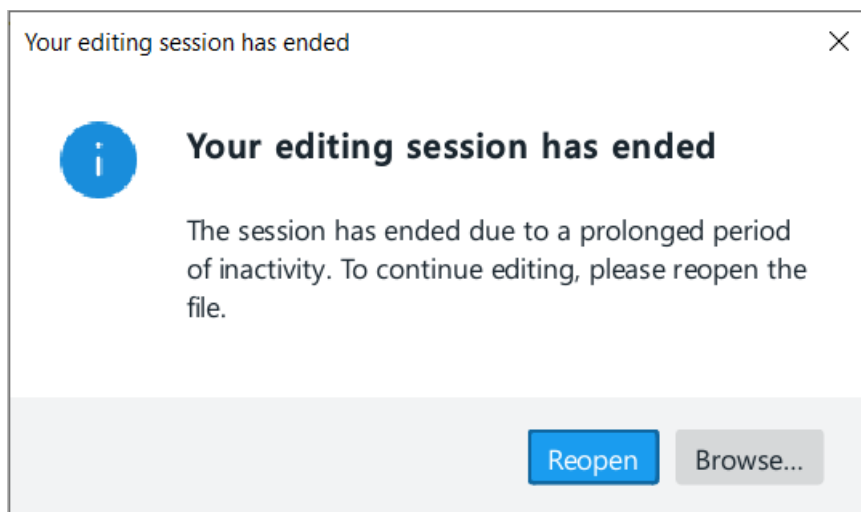 Your editing session has ended
Your editing session has ended
The session has ended due to a prolonged period
of inactivity. To continue editing, please reopen the
file.
Reopen Browse...